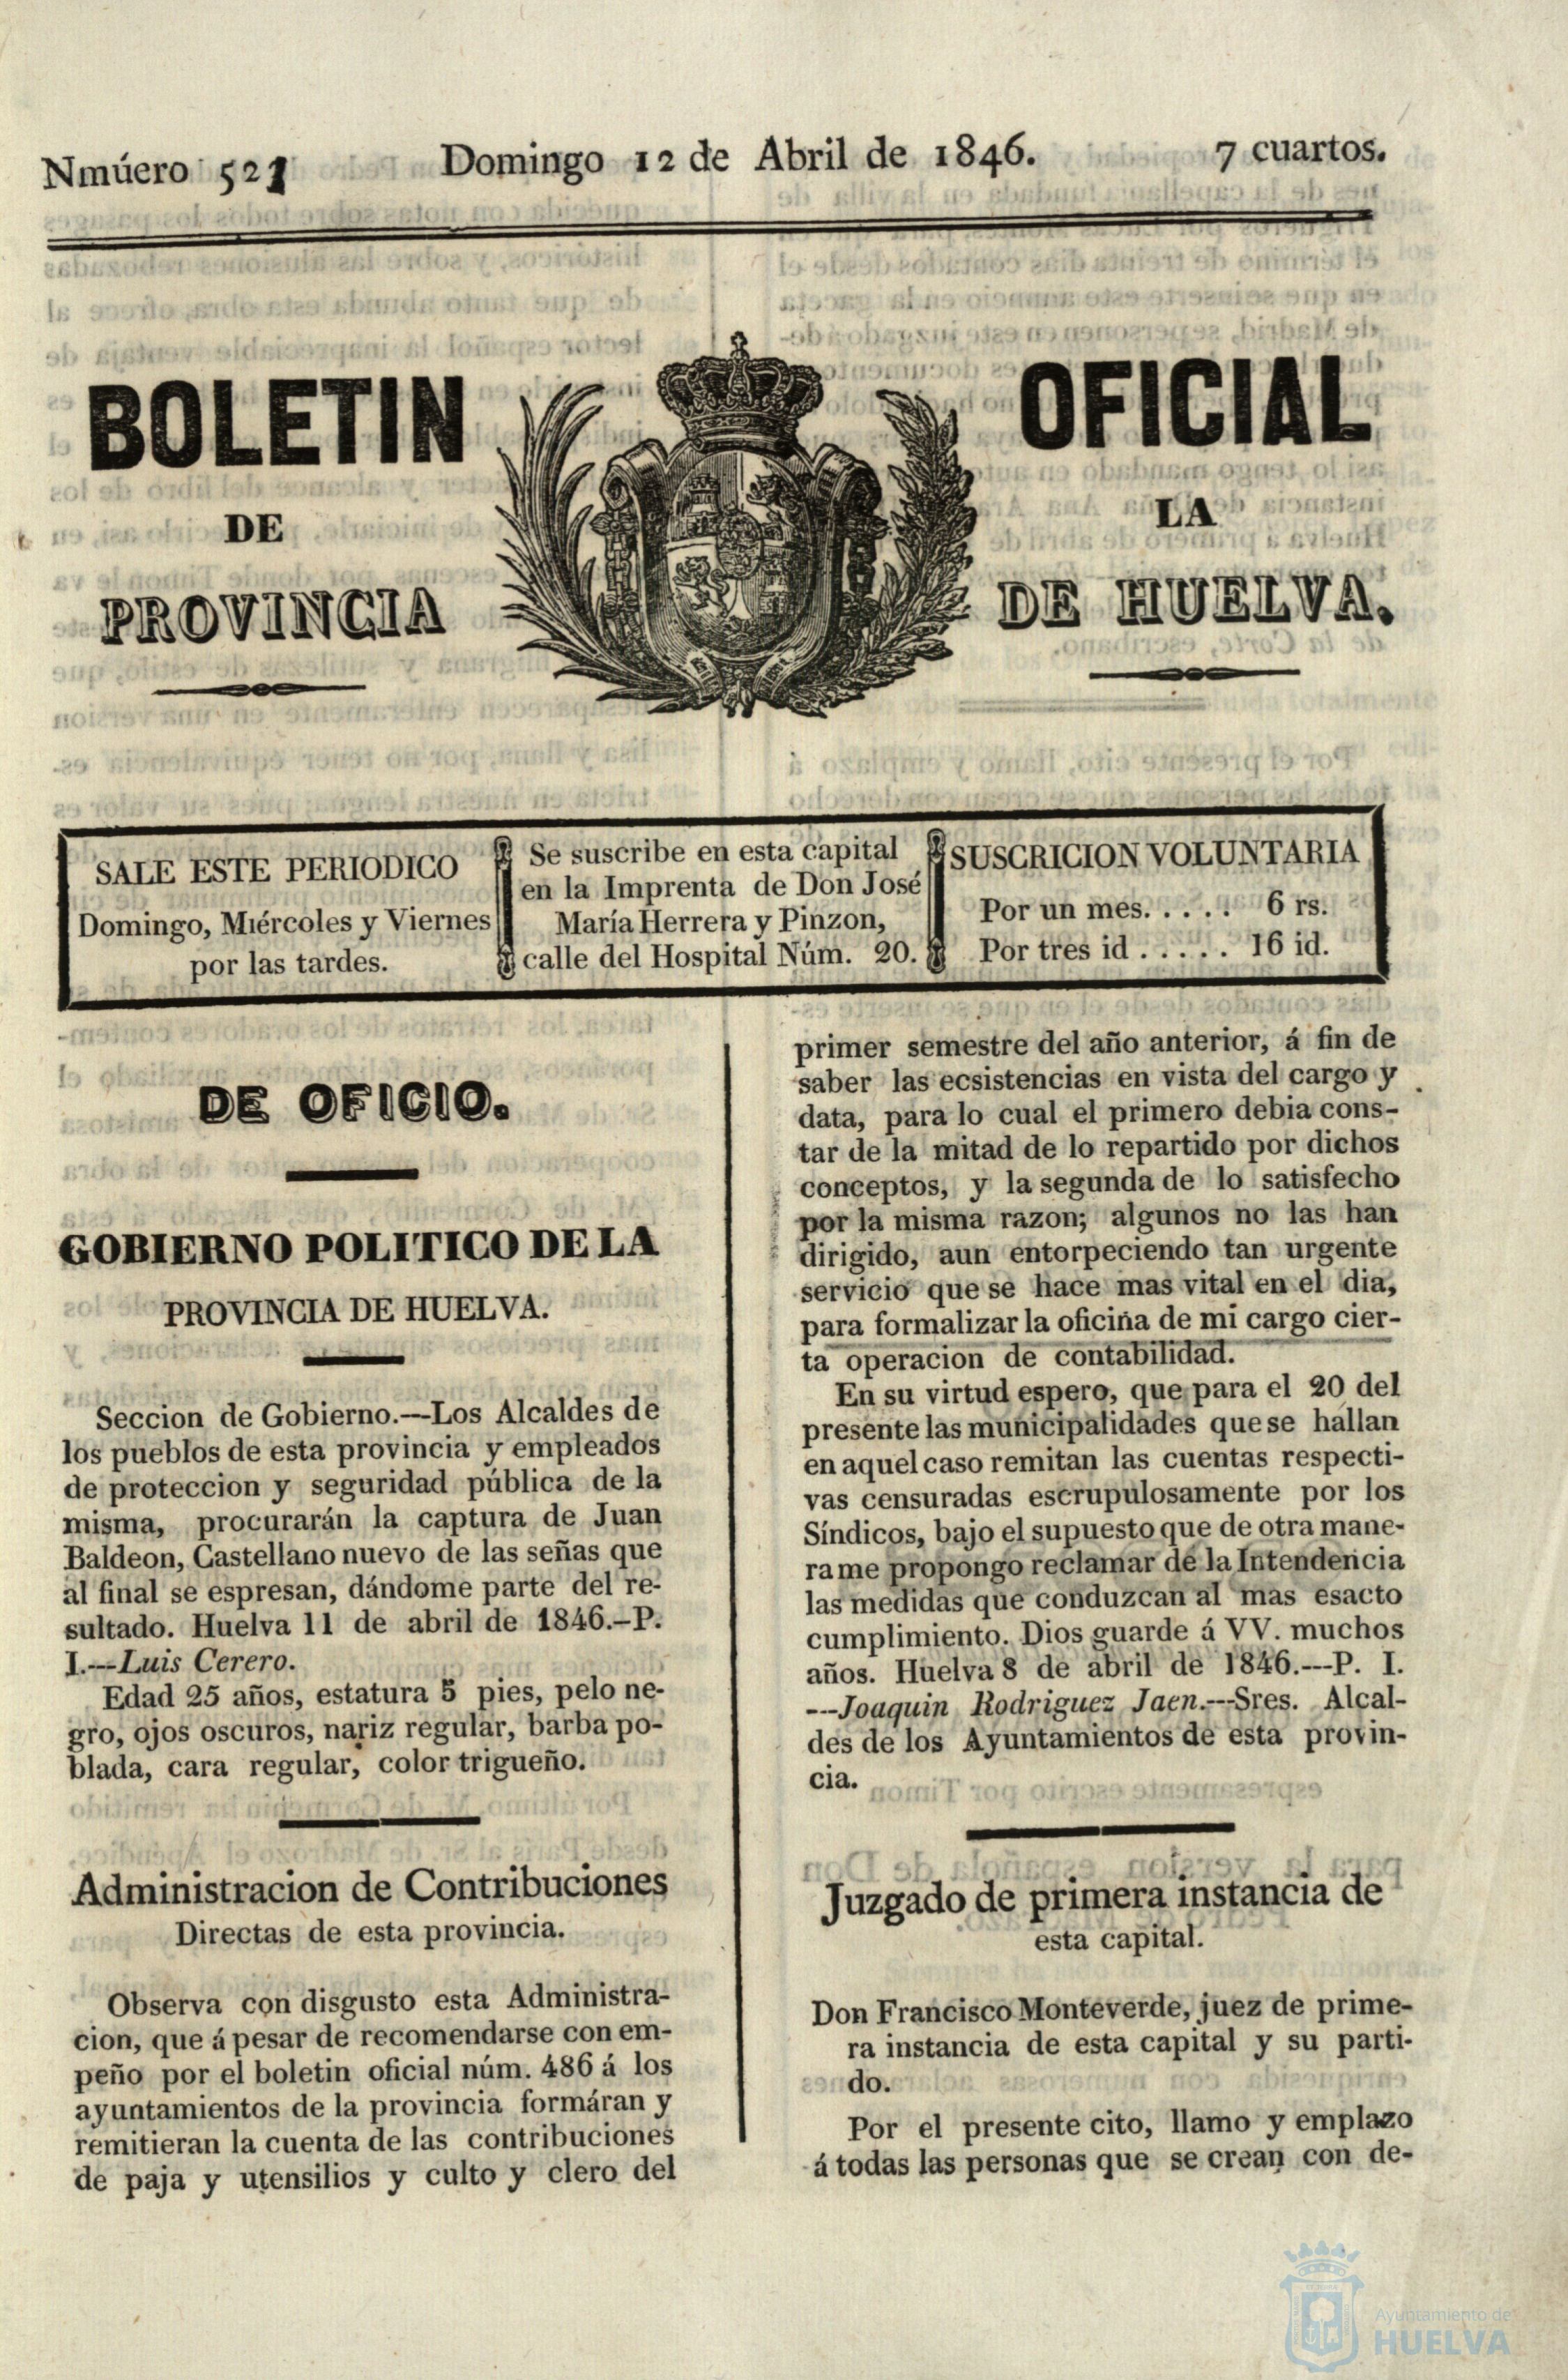 Nmúero 521
Domingo 12 de Abril de 1846.
7 cuartos.
BOLETIN OFICIAL
DE LA
PROVINCIA DE HUELVA.
SALE ESTE PERIODICO
Domingo, Miércoles y Viernes
por las tardes.
Se suscribe en esta capital
en la Imprenta de Don José
María Herrera y Pinzon,
calle del Hospital Núm. 20.
SUSCRICION VOLUNTARIA
Por un mes. . . . . 6 rs.
Por tres id . . . . . 16 id.
DE OFICIO.
GOBIERNO POLITICO DE LA
PROVINCIA DE HUELVA.
Seccion de Gobierno.—Los Alcaldes de
los pueblos de esta provincia y empleados
de proteccion y seguridad pública de la
misma, procurarán la captura de Juan
Baldeon, Castellano nuevo de las señas que
al final se espresan, dándome parte del re-
sultado. Huelva 11 de abril de 1846.–P.
I.---Luis Cerero.
Edad 25 años, estatura 5 pies, pelo ne-
gro, ojos oscuros, nariz regular, barba po-
blada, cara regular, color trigueño.
Administracion de Contribuciones
Directas de esta provincia.
Observa con disgusto esta Administra-
cion, que á pesar de recomendarse con em-
peño por el boletin oficial núm. 486 á los
ayuntamientos de la provincia formáran y
remitieran la cuenta de las contribuciones
de paja y utensilios y culto y clero del
primer semestre del año anterior, á fin de
saber las ecsistencias en vista del cargo y
data, para lo cual el primero debia cons-
tar de la mitad de lo repartido por dichos
conceptos, y la segunda de lo satisfecho
por la misma razon; algunos no las han
dirigido, aun entorpeciendo tan urgente
servicio que se hace mas vital en el dia,
para formalizar la oficina de mi cargo cier-
ta operacion de contabilidad.
En su virtud espero, que para el 20 del
presente las municipalidades que se hallan
en aquel caso remitan las cuentas respecti-
vas censuradas escrupulosamente por los
Síndicos, bajo el supuesto que de otra mane-
ra me propongo reclamar de la Intendencia
las medidas que conduzcan al mas esacto
cumplimiento. Dios guarde á VV. muchos
años. Huelva 8 de abril de 1846.---P. I.
---Joaquin Rodriguez Jaen.---Sres. Alcal-
des de los Ayuntamientos de esta provin-
cia.
Juzgado de primera instancia de
esta capital.
Don Francisco Monteverde, juez de prime-
ra instancia de esta capital y su parti-
do.
Por el presente cito, llamo y emplazo
á todas las personas que se crean con de-
Ayuntamiento de
HUELVA